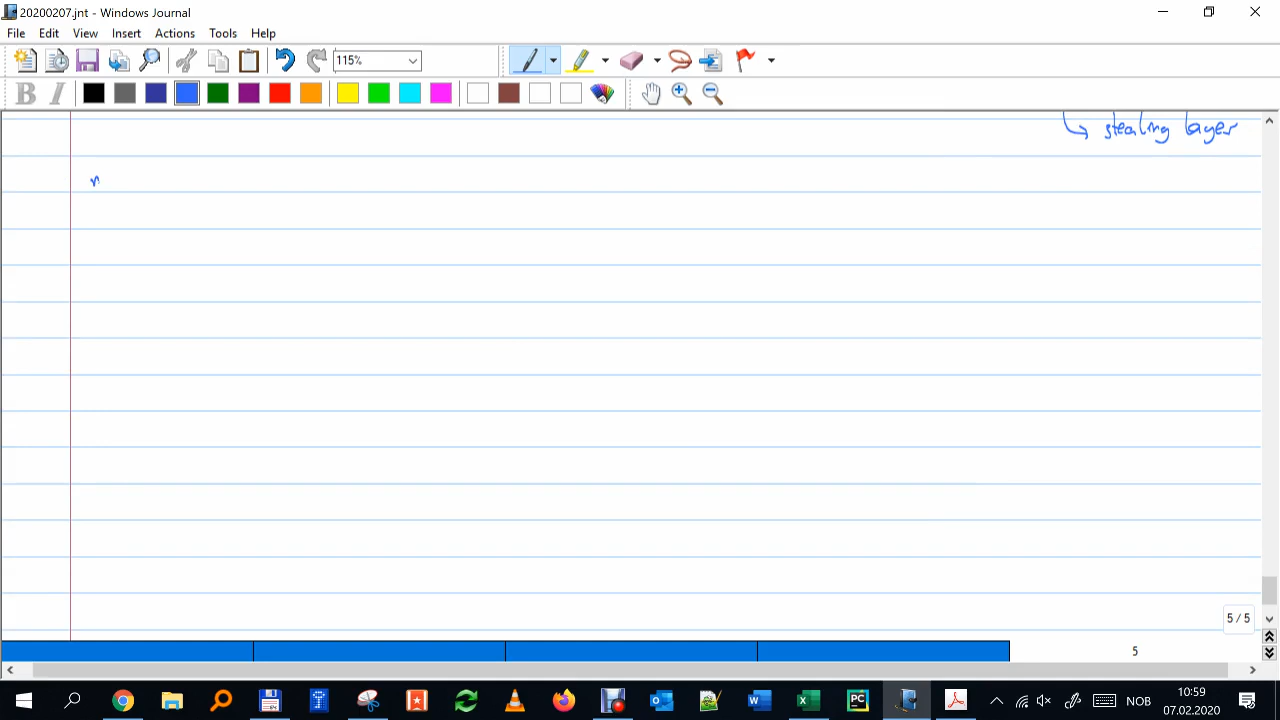 20200207.jnt - Windows Journal
File Edit View Insert Actions Tools Help
115%
B I
↳ stealing layer
n
5 / 5
5
NOB
10:59
07.02.2020